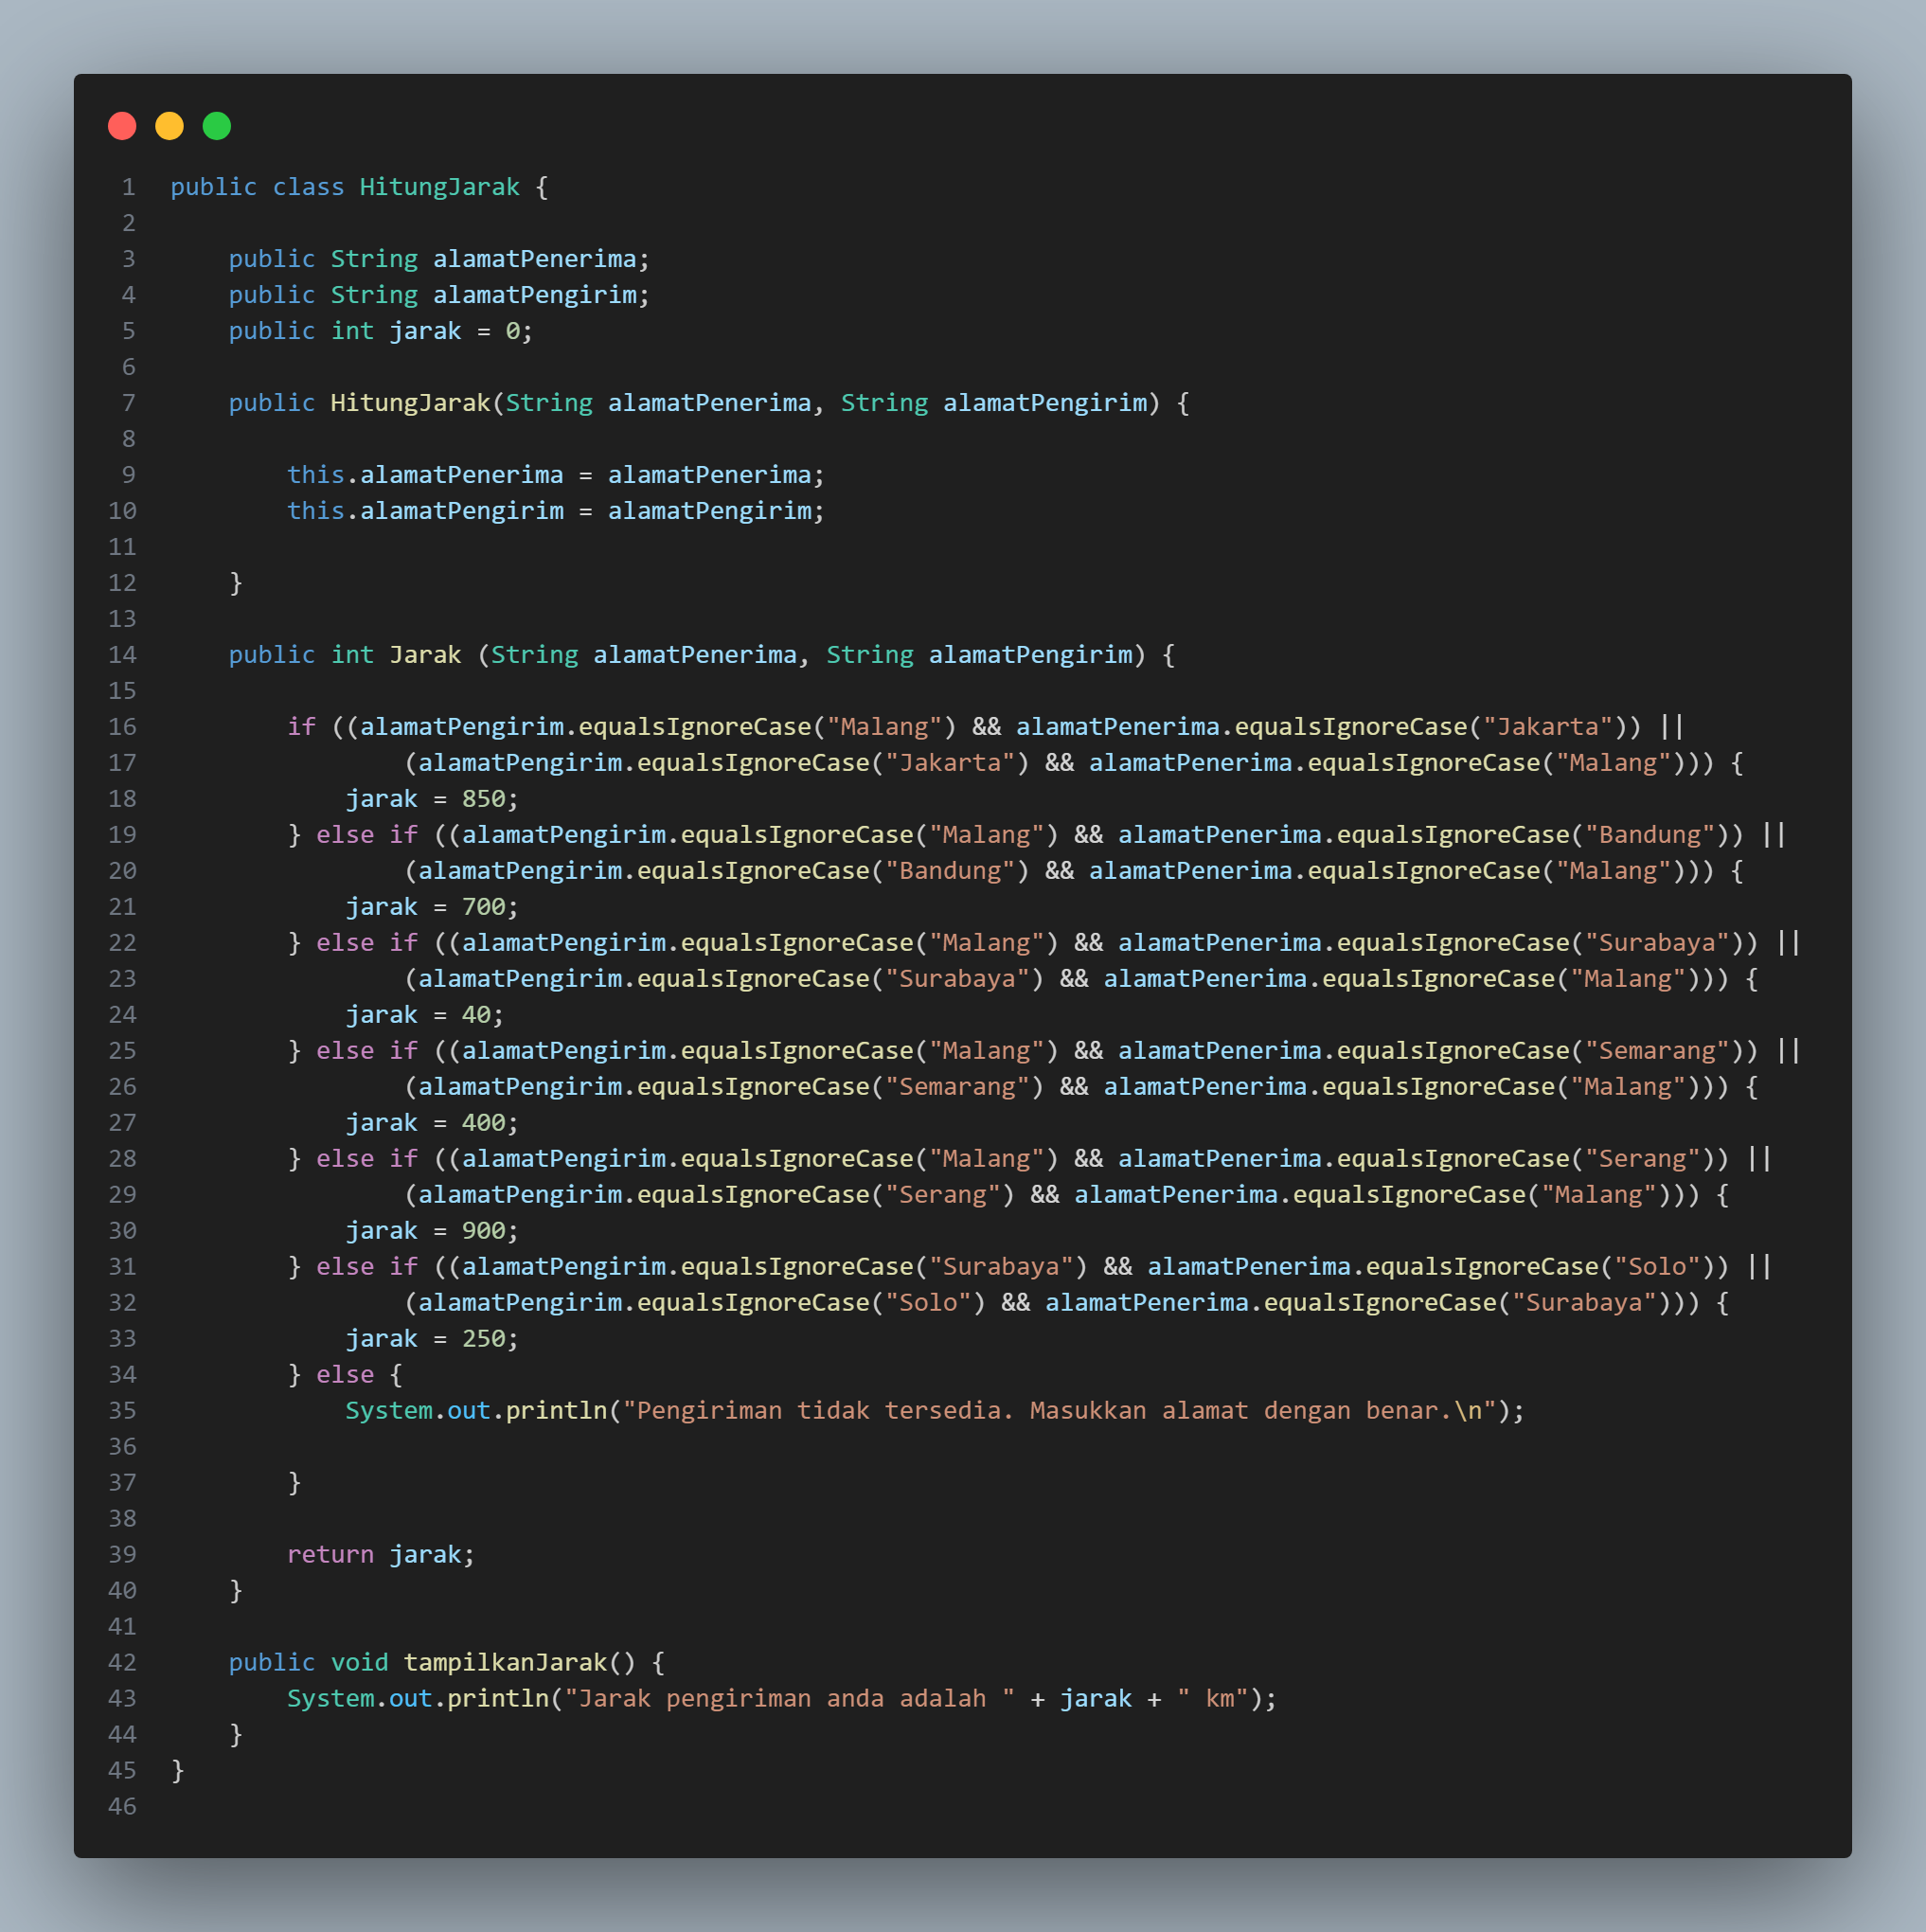 1 public class HitungJarak {
2
3     public String alamatPenerima;
4     public String alamatPengirim;
5     public int jarak = 0;
6
7     public HitungJarak(String alamatPenerima, String alamatPengirim) {
8
9         this.alamatPenerima = alamatPenerima;
10         this.alamatPengirim = alamatPengirim;
11
12     }
13
14     public int Jarak (String alamatPenerima, String alamatPengirim) {
15
16         if ((alamatPengirim.equalsIgnoreCase("Malang") && alamatPenerima.equalsIgnoreCase("Jakarta")) ||
17                 (alamatPengirim.equalsIgnoreCase("Jakarta") && alamatPenerima.equalsIgnoreCase("Malang"))) {
18             jarak = 850;
19         } else if ((alamatPengirim.equalsIgnoreCase("Malang") && alamatPenerima.equalsIgnoreCase("Bandung")) ||
20                 (alamatPengirim.equalsIgnoreCase("Bandung") && alamatPenerima.equalsIgnoreCase("Malang"))) {
21             jarak = 700;
22         } else if ((alamatPengirim.equalsIgnoreCase("Malang") && alamatPenerima.equalsIgnoreCase("Surabaya")) ||
23                 (alamatPengirim.equalsIgnoreCase("Surabaya") && alamatPenerima.equalsIgnoreCase("Malang"))) {
24             jarak = 40;
25         } else if ((alamatPengirim.equalsIgnoreCase("Malang") && alamatPenerima.equalsIgnoreCase("Semarang")) ||
26                 (alamatPengirim.equalsIgnoreCase("Semarang") && alamatPenerima.equalsIgnoreCase("Malang"))) {
27             jarak = 400;
28         } else if ((alamatPengirim.equalsIgnoreCase("Malang") && alamatPenerima.equalsIgnoreCase("Serang")) ||
29                 (alamatPengirim.equalsIgnoreCase("Serang") && alamatPenerima.equalsIgnoreCase("Malang"))) {
30             jarak = 900;
31         } else if ((alamatPengirim.equalsIgnoreCase("Surabaya") && alamatPenerima.equalsIgnoreCase("Solo")) ||
32                 (alamatPengirim.equalsIgnoreCase("Solo") && alamatPenerima.equalsIgnoreCase("Surabaya"))) {
33             jarak = 250;
34         } else {
35             System.out.println("Pengiriman tidak tersedia. Masukkan alamat dengan benar.\n");
36
37         }
38
39         return jarak;
40     }
41
42     public void tampilkanJarak() {
43         System.out.println("Jarak pengiriman anda adalah " + jarak + " km");
44     }
45 }
46